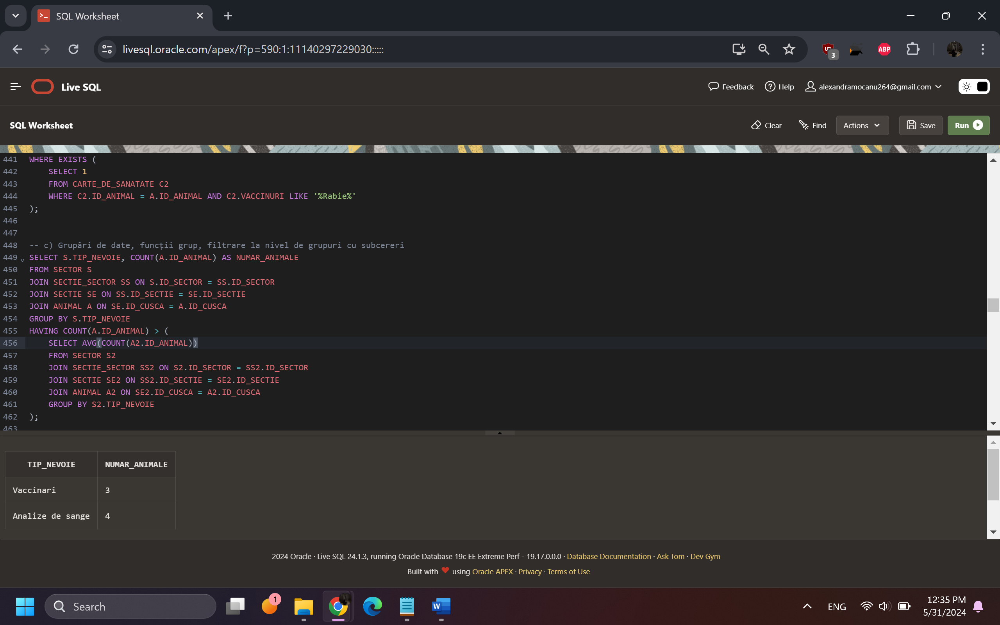 SQL Worksheet
livesql.oracle.com/apex/f?p=590:1:11140297229030:::::
3
ABP
Live SQL
Feedback
Help
alexandramocanu264@gmail.com
SQL Worksheet
Clear
Find
Actions
Save
Run
441 WHERE EXISTS (
442 SELECT 1
443 FROM CARTE_DE_SANATATE C2
444 WHERE C2.ID_ANIMAL = A.ID_ANIMAL AND C2.VACCINURI LIKE '%Rabie%'
445 );
446
447
448 -- c) Grupări de date, funcții grup, filtrare la nivel de grupuri cu subcereri
449 SELECT S.TIP_NEVOIE, COUNT(A.ID_ANIMAL) AS NUMAR_ANIMALE
450 FROM SECTOR S
451 JOIN SECTIE_SECTOR SS ON S.ID_SECTOR = SS.ID_SECTOR
452 JOIN SECTIE SE ON SS.ID_SECTIE = SE.ID_SECTIE
453 JOIN ANIMAL A ON SE.ID_CUSCA = A.ID_CUSCA
454 GROUP BY S.TIP_NEVOIE
455 HAVING COUNT(A.ID_ANIMAL) > (
456 SELECT AVG(COUNT(A2.ID_ANIMAL))
457 FROM SECTOR S2
458 JOIN SECTIE_SECTOR SS2 ON S2.ID_SECTOR = SS2.ID_SECTOR
459 JOIN SECTIE SE2 ON SS2.ID_SECTIE = SE2.ID_SECTIE
460 JOIN ANIMAL A2 ON SE2.ID_CUSCA = A2.ID_CUSCA
461 GROUP BY S2.TIP_NEVOIE
462 );
463
TIP_NEVOIE NUMAR_ANIMALE
Vaccinari 3
Analize de sange 4
2024 Oracle · Live SQL 24.1.3, running Oracle Database 19c EE Extreme Perf - 19.17.0.0.0 · Database Documentation · Ask Tom · Dev Gym
Built with ❤ using Oracle APEX · Privacy · Terms of Use
Search
1
W
ENG
12:35 PM
5/31/2024